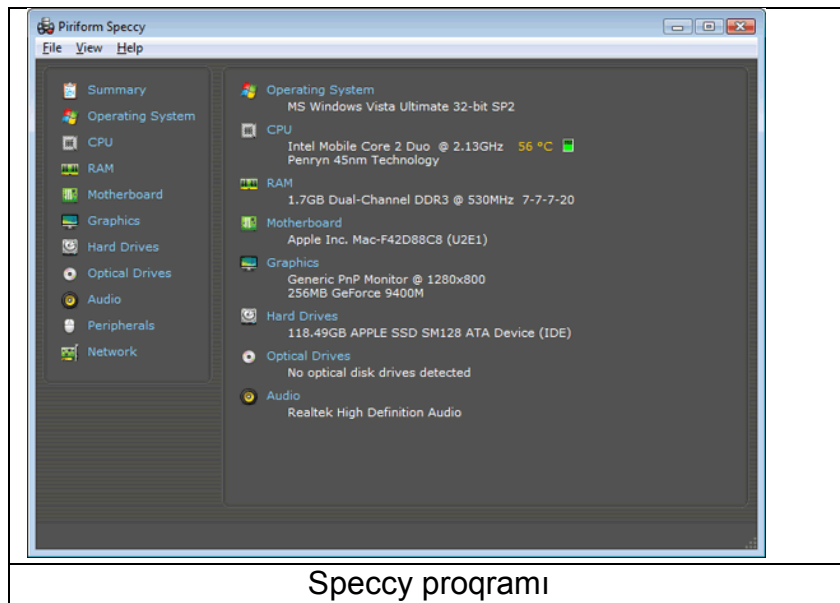 Piriform Speccy
File View Help
Summary
Operating System
CPU
RAM
Motherboard
Graphics
Hard Drives
Optical Drives
Audio
Peripherals
Network
Operating System
MS Windows Vista Ultimate 32-bit SP2
CPU
Intel Mobile Core 2 Duo @ 2.13GHz 56 °C
Penryn 45nm Technology
RAM
1.7GB Dual-Channel DDR3 @ 530MHz 7-7-7-20
Motherboard
Apple Inc. Mac-F42D88C8 (U2E1)
Graphics
Generic PnP Monitor @ 1280x800
256MB GeForce 9400M
Hard Drives
118.49GB APPLE SSD SM128 ATA Device (IDE)
Optical Drives
No optical disk drives detected
Audio
Realtek High Definition Audio
Speccy proqramı